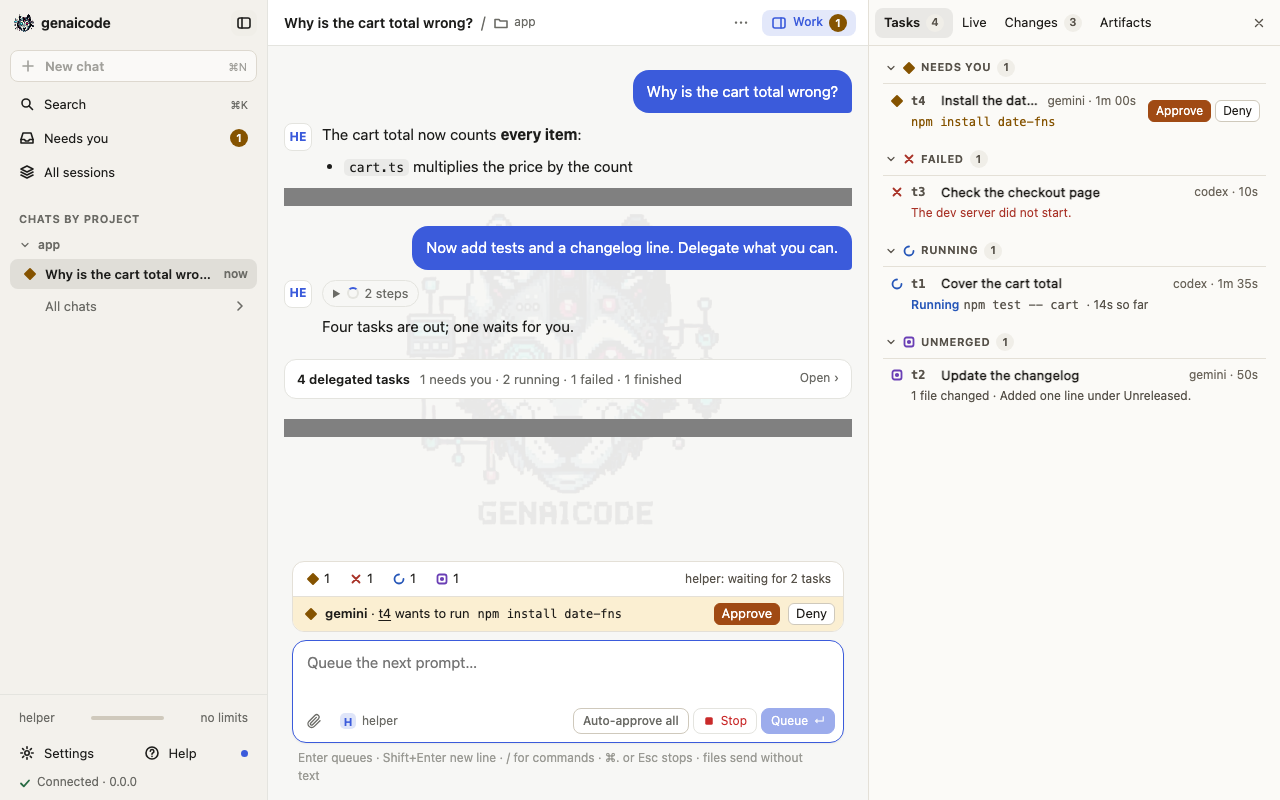 genaicode
New chat ⌘N
Search ⌘K
Needs you 1
All sessions
CHATS BY PROJECT
app
Why is the cart total wro... now
All chats
helper no limits
Settings Help
Connected · 0.0.0
Why is the cart total wrong? / app
Work 1
Why is the cart total wrong?
HE
The cart total now counts every item:
• cart.ts multiplies the price by the count
Now add tests and a changelog line. Delegate what you can.
HE
2 steps
Four tasks are out; one waits for you.
4 delegated tasks 1 needs you · 2 running · 1 failed · 1 finished Open ›
GENAICODE
1 1 1 1 helper: waiting for 2 tasks
gemini · t4 wants to run npm install date-fns Approve Deny
Queue the next prompt...
H helper Auto-approve all Stop Queue
Enter queues · Shift+Enter new line · / for commands · ⌘. or Esc stops · files send without
text
Tasks 4 Live Changes 3 Artifacts
NEEDS YOU 1
t4 Install the dat... gemini · 1m 00s Approve Deny
npm install date-fns
FAILED 1
t3 Check the checkout page codex · 10s
The dev server did not start.
RUNNING 1
t1 Cover the cart total codex · 1m 35s
Running npm test -- cart · 14s so far
UNMERGED 1
t2 Update the changelog gemini · 50s
1 file changed · Added one line under Unreleased.